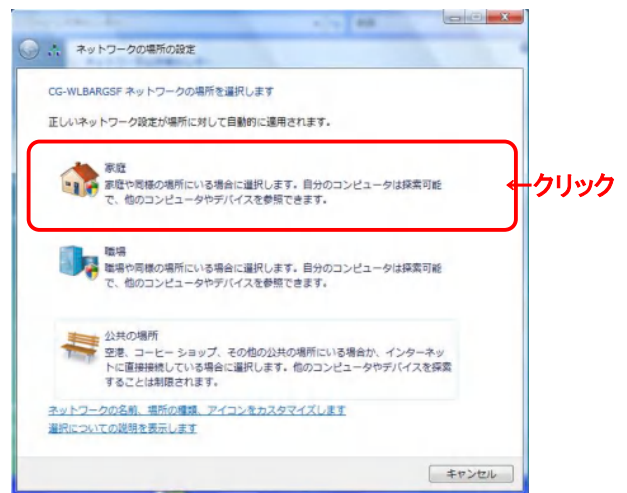 ネットワークの場所の設定
CG-WLBARGSF ネットワークの場所を選択します
正しいネットワーク設定が場所に対して自動的に適用されます。
家庭
家庭や同様の場所にいる場合に選択します。自分のコンピュータは探索可能
で、他のコンピュータやデバイスを参照できます。
←クリック
職場
職場や同様の場所にいる場合に選択します。自分のコンピュータは探索可能
で、他のコンピュータやデバイスを参照できます。
公共の場所
空港、コーヒー ショップ、その他の公共の場所にいる場合か、インターネッ
トに直接接続している場合に選択します。他のコンピュータやデバイスを探索
することは制限されます。
ネットワークの名前、場所の種類、アイコンをカスタマイズします
選択についての説明を表示します
キャンセル